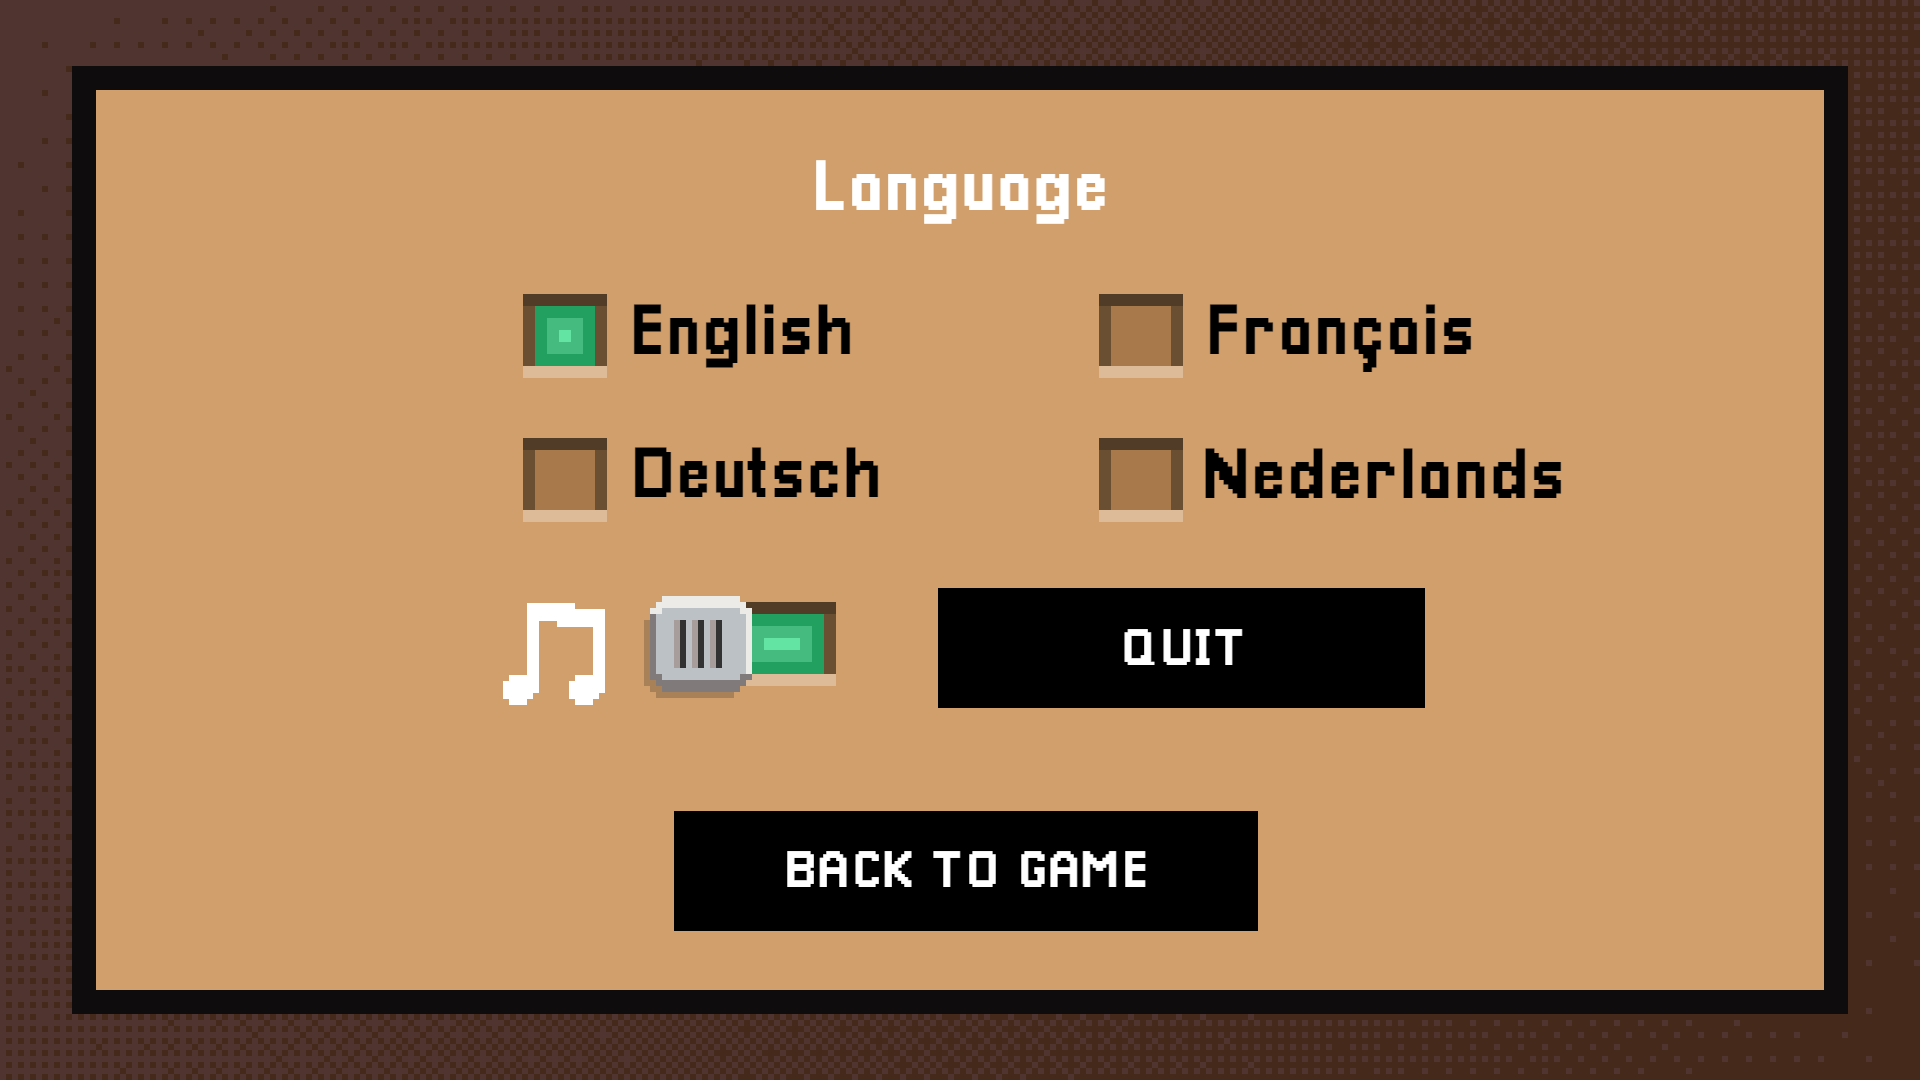 Language
English
Français
Deutsch
Nederlands
QUIT
BACK TO GAME